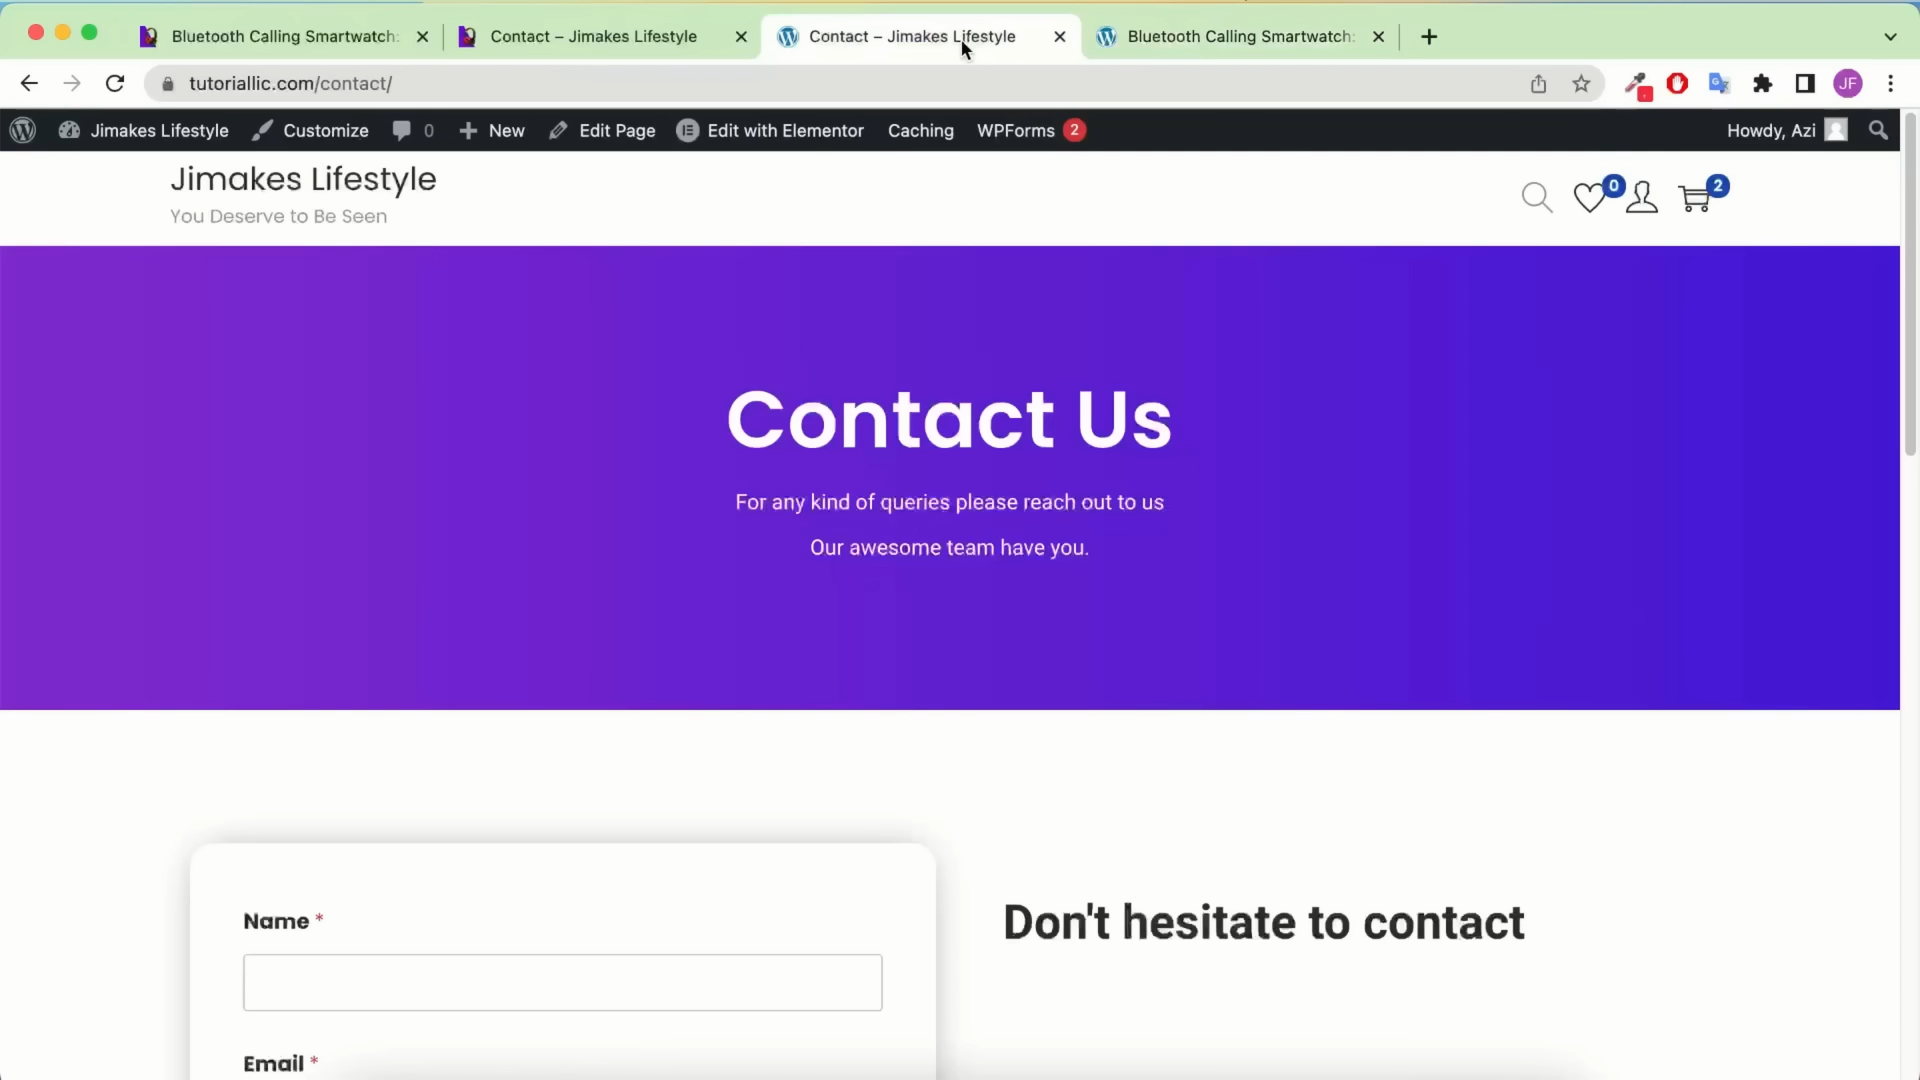 Bluetooth Calling Smartwatch:
Contact – Jimakes Lifestyle
Contact – Jimakes Lifestyle
Bluetooth Calling Smartwatch:
tutoriallic.com/contact/
JF
Jimakes Lifestyle
Customize
0
New
Edit Page
Edit with Elementor
Caching
WPForms 2
Howdy, Azi
Jimakes Lifestyle
You Deserve to Be Seen
0
2
Contact Us
For any kind of queries please reach out to us
Our awesome team have you.
Name *
Don't hesitate to contact
Email *